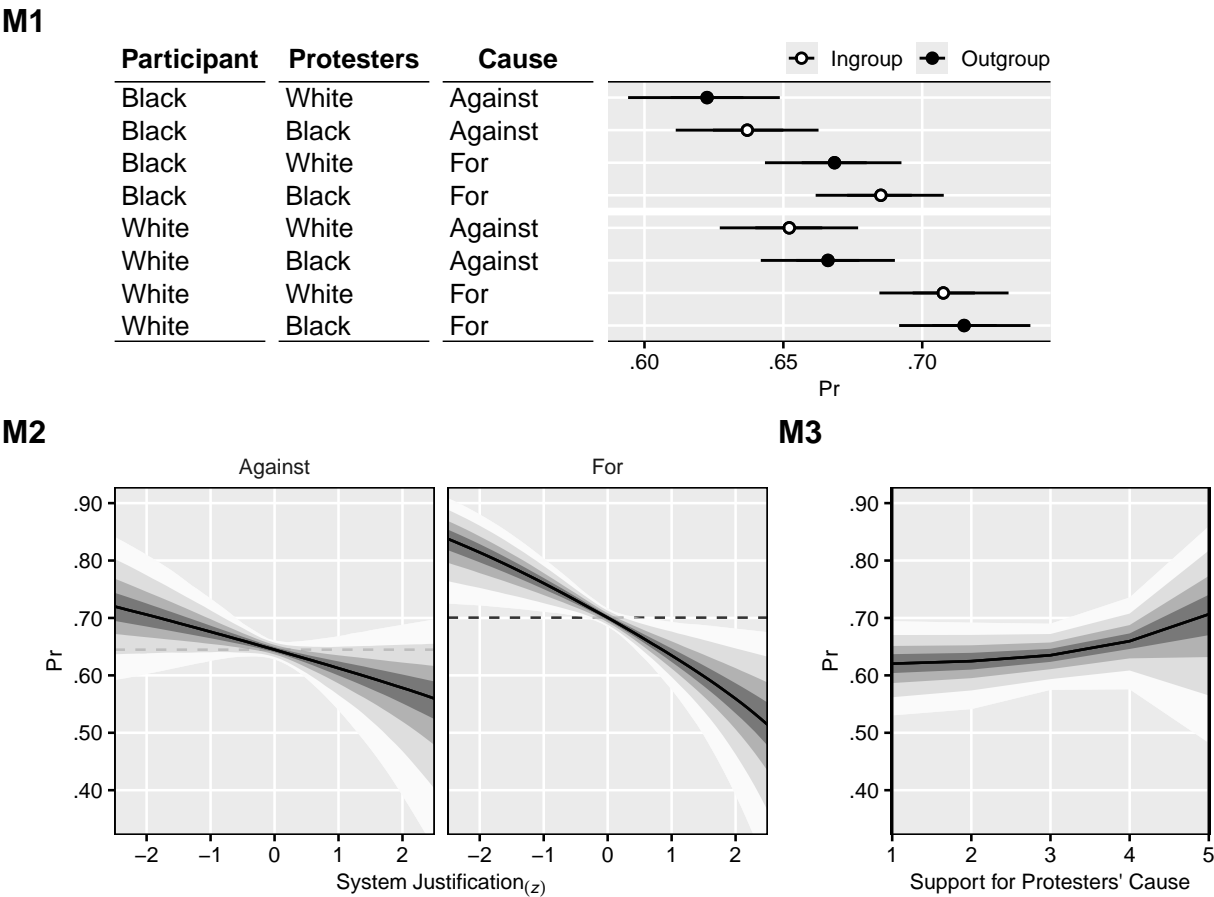 M1
Participant Protesters Cause
Ingroup Outgroup
Black White Against
Black Black Against
Black White For
Black Black For
White White Against
White Black Against
White White For
White Black For
.60 .65 .70
Pr
M2
Against For
.90
.80
.70
.60
.50
.40
Pr
−2 −1 0 1 2 −2 −1 0 1 2
System Justification(z)
M3
.90
.80
.70
.60
.50
.40
Pr
1 2 3 4 5
Support for Protesters' Cause